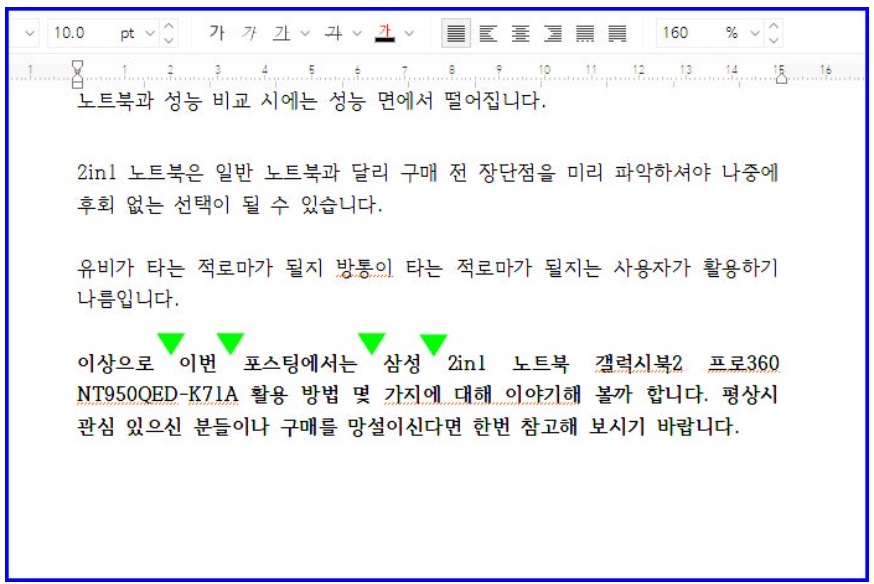 10.0 pt 가 가 가 가 가 160 %
1 1 2 3 4 5 6 7 8 9 10 11 12 13 14 15 16
노트북과 성능 비교 시에는 성능 면에서 떨어집니다.
2in1 노트북은 일반 노트북과 달리 구매 전 장단점을 미리 파악하셔야 나중에
후회 없는 선택이 될 수 있습니다.
유비가 타는 적로마가 될지 방통이 타는 적로마가 될지는 사용자가 활용하기
나름입니다.
이상으로 이번 포스팅에서는 삼성 2in1 노트북 갤럭시북2 프로360
NT950QED-K71A 활용 방법 몇 가지에 대해 이야기해 볼까 합니다. 평상시
관심 있으신 분들이나 구매를 망설이신다면 한번 참고해 보시기 바랍니다.